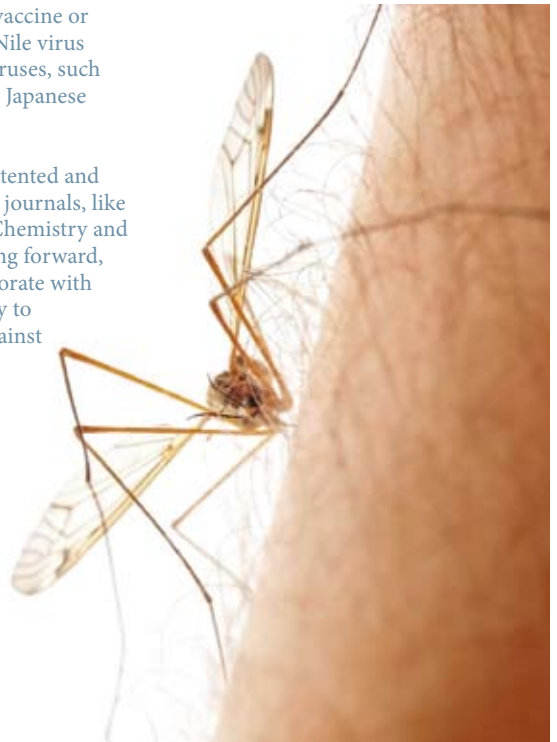 vaccine or
Nile virus
ruses, such
Japanese
tented and
journals, like
Chemistry and
ng forward,
orate with
y to
ainst